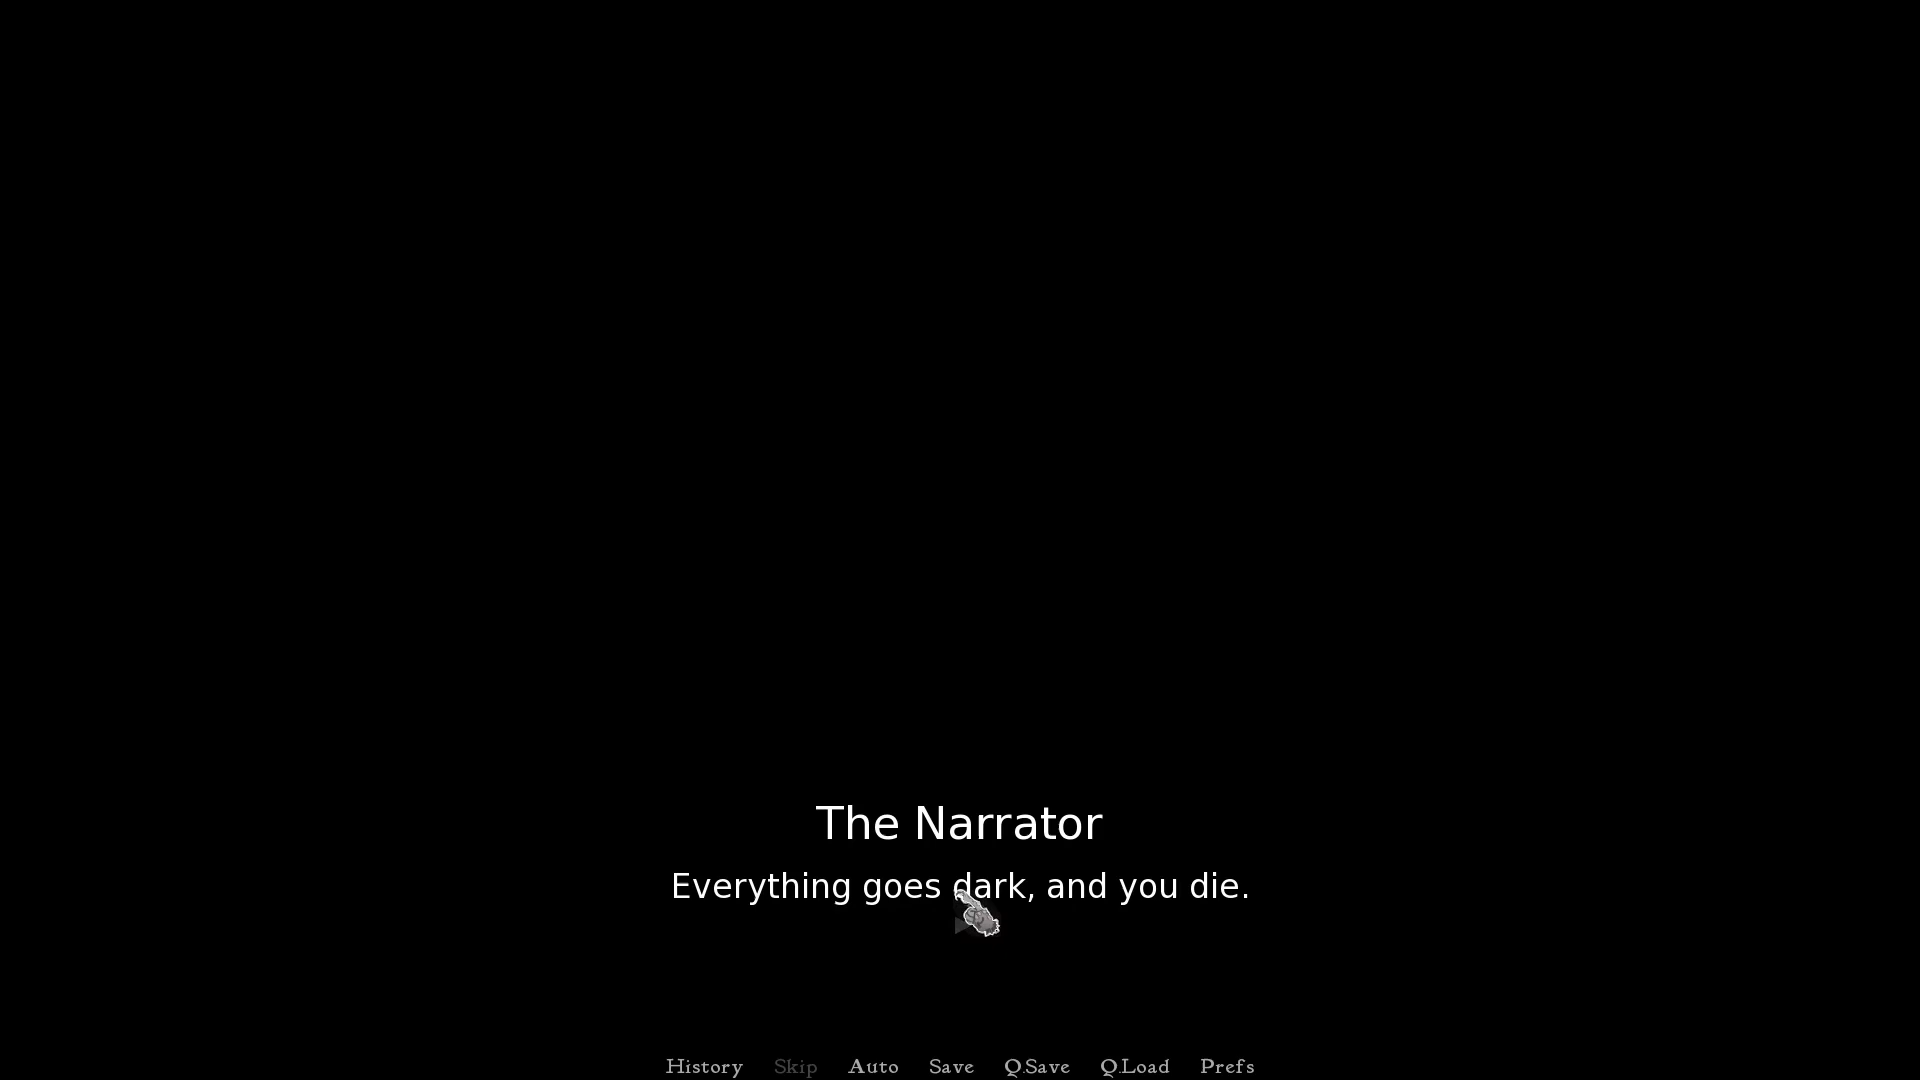 The Narrator
Everything goes dark, and you die.
History Skip Auto Save Q.Save Q.Load Prefs